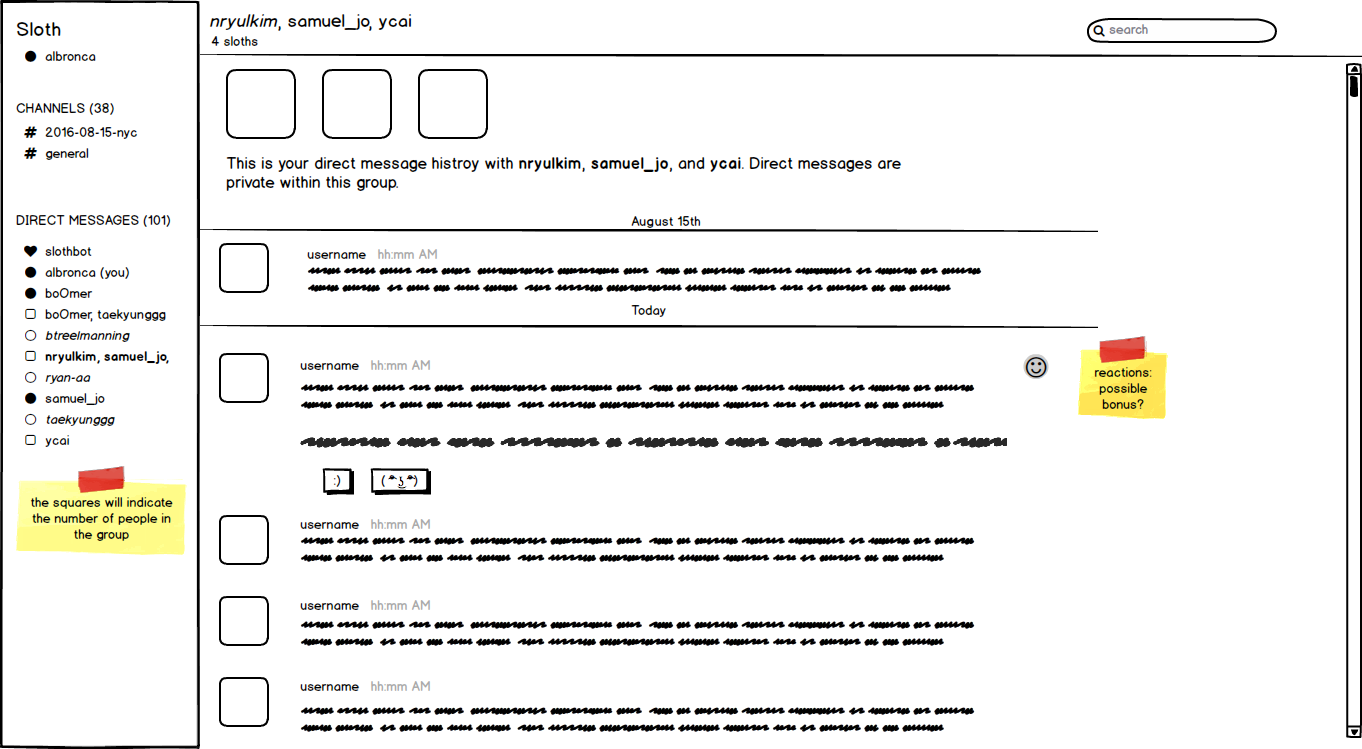 Sloth
albronca
CHANNELS (38)
# 2016-08-15-nyc
# general
DIRECT MESSAGES (101)
slothbot
albronca (you)
boOmer
boOmer, taekyunggg
btreelmanning
nryulkim, samuel_jo,
ryan-aa
samuel_jo
taekyunggg
ycai
the squares will indicate
the number of people in
the group
nryulkim, samuel_jo, ycai
4 sloths
search
This is your direct message histroy with nryulkim, samuel_jo, and ycai. Direct messages are
private within this group.
August 15th
username hh:mm AM
Today
username hh:mm AM
reactions:
possible
bonus?
:) ( ͡° ͜ʖ ͡°)
username hh:mm AM
username hh:mm AM
username hh:mm AM